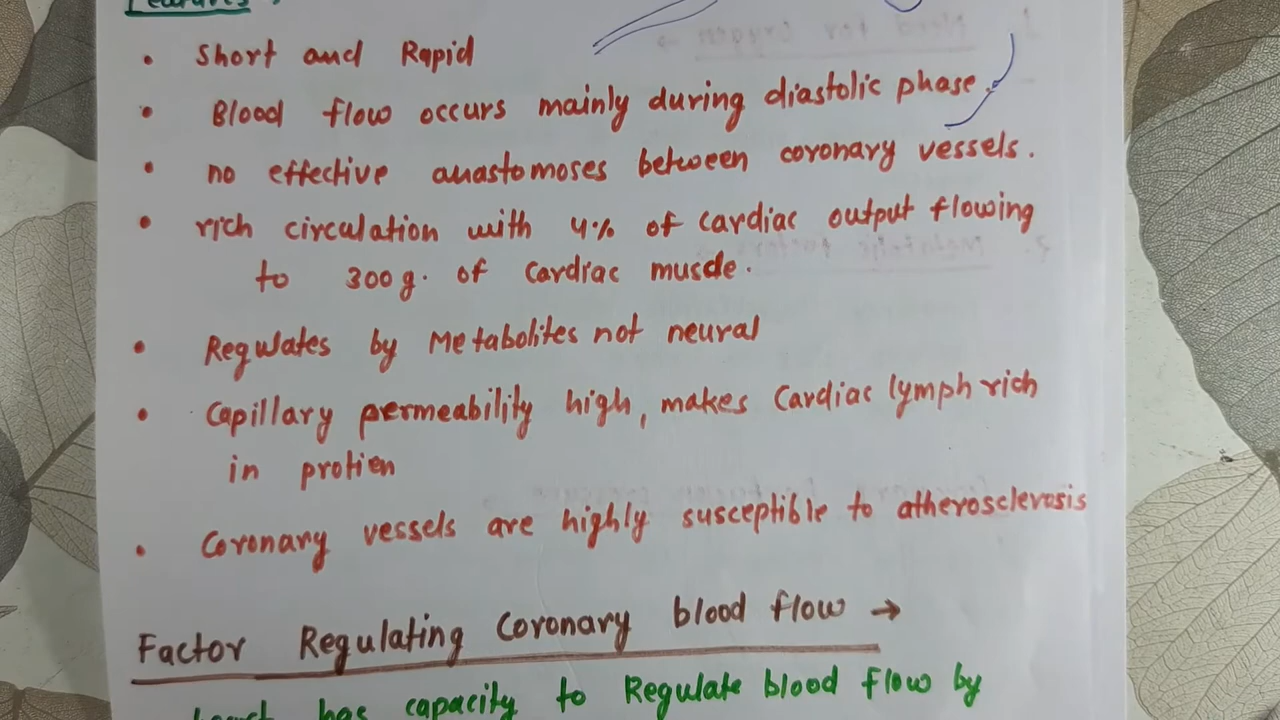 Features :
• Short and Rapid
• Blood flow occurs mainly during diastolic phase.
• no effective anastomoses between coronary vessels.
• rich circulation with 4% of cardiac output flowing
to 300 g. of cardiac muscle.
• Regulates by Metabolites not neural
• Capillary permeability high, makes Cardiac lymph rich
in protien
• Coronary vessels are highly susceptible to atherosclerosis
Factor Regulating Coronary blood flow →
heart has capacity to Regulate blood flow by